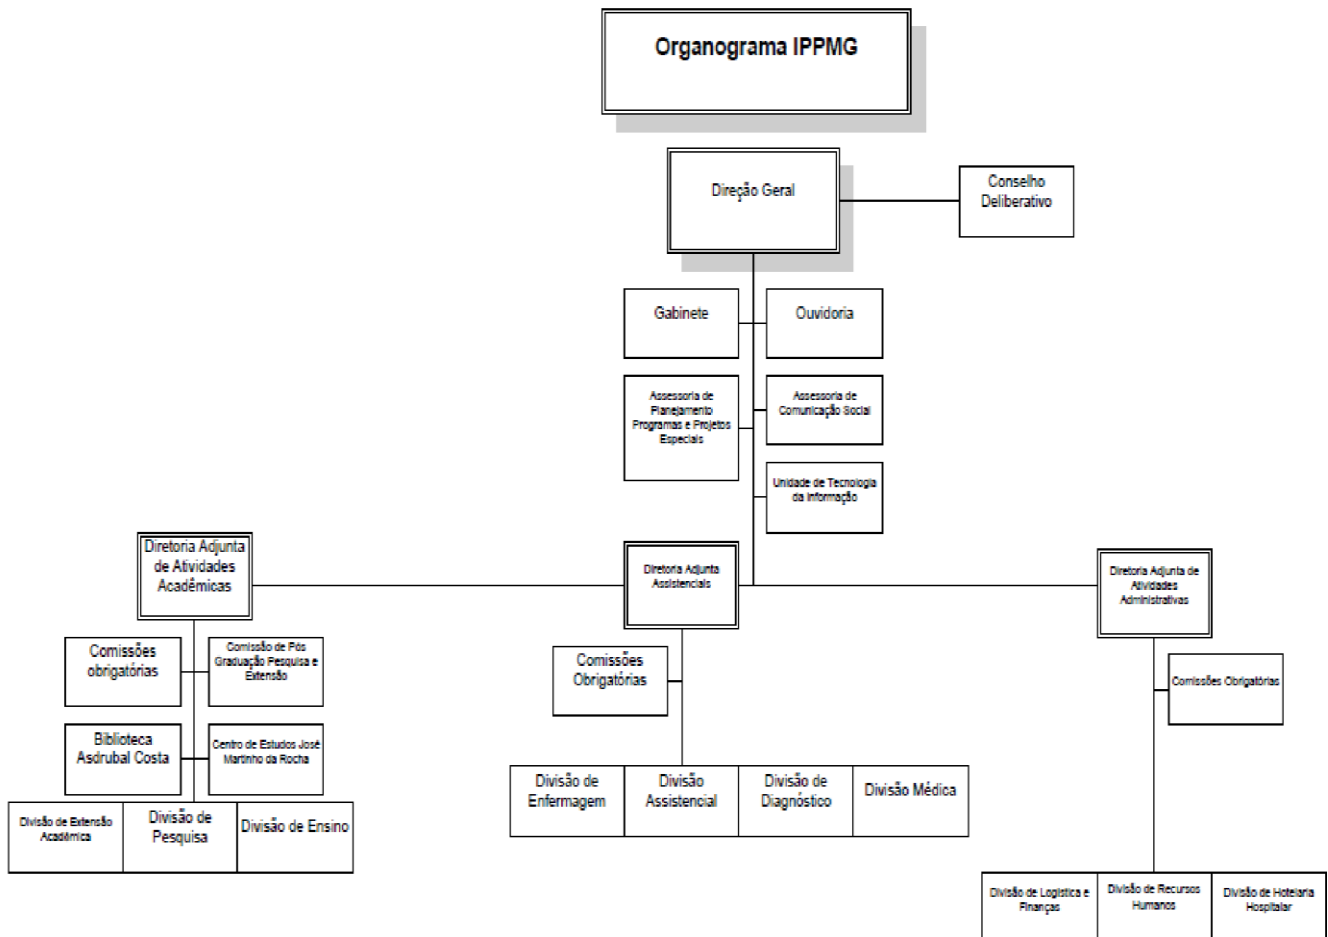 Organograma IPPMG
Direção Geral
Conselho
Deliberativo
Gabinete
Ouvidoria
Assessoria de
Planejamento
Programas e Projetos
Especiais
Assessoria de
Comunicação Social
Unidade de Tecnologia
da Informação
Diretoria Adjunta
de Atividades
Acadêmicas
Diretoria Adjunta
Assistenciais
Diretoria Adjunta de
Atividades
Administrativas
Comissões
obrigatórias
Comissão de Pós
Graduação Pesquisa e
Extensão
Comissões
Obrigatórias
Comissões Obrigatórias
Biblioteca
Asdrubal Costa
Centro de Estudos José
Martinho da Rocha
Divisão de Extensão
Acadêmica
Divisão de
Pesquisa
Divisão de Ensino
Divisão de
Enfermagem
Divisão
Assistencial
Divisão de
Diagnóstico
Divisão Médica
Divisão de Logística e
Finanças
Divisão de Recursos
Humanos
Divisão de Hotelaria
Hospitalar